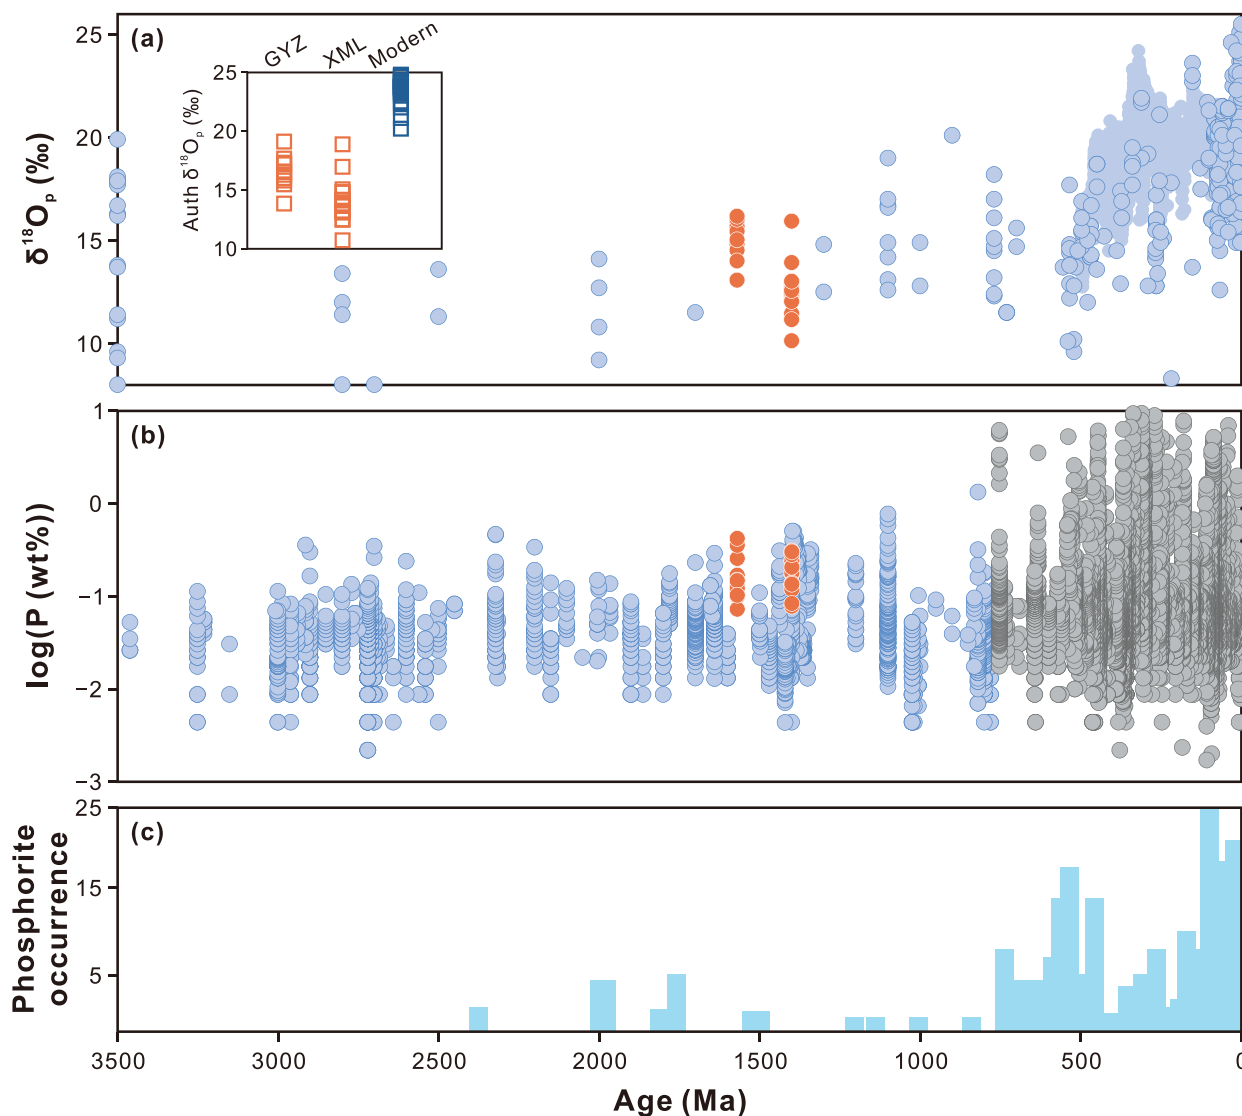 (a)
25
20
15
10
δ¹⁸Oₚ (‰)
GYZ
XML
Modern
25
20
15
10
Auth δ¹⁸Oₚ (‰)
(b)
1
0
−1
−2
−3
log(P (wt%))
(c)
25
15
5
Phosphorite
occurrence
3500 3000 2500 2000 1500 1000 500 0
Age (Ma)